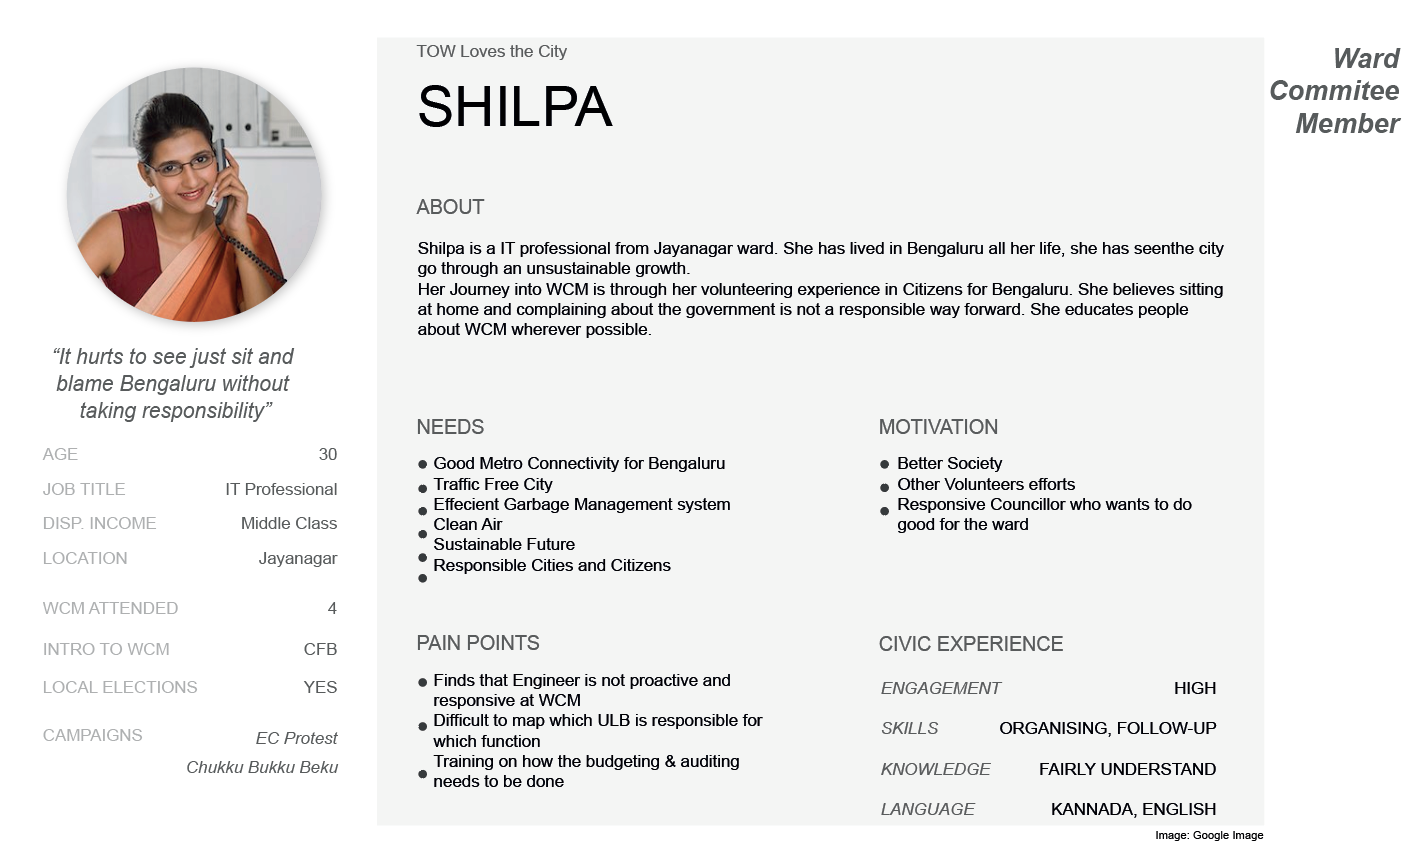 TOW Loves the City
SHILPA
Ward
Commitee
Member
“It hurts to see just sit and
blame Bengaluru without
taking responsibility”
AGE 30
JOB TITLE IT Professional
DISP. INCOME Middle Class
LOCATION Jayanagar
WCM ATTENDED 4
INTRO TO WCM CFB
LOCAL ELECTIONS YES
CAMPAIGNS EC Protest
Chukku Bukku Beku
ABOUT
Shilpa is a IT professional from Jayanagar ward. She has lived in Bengaluru all her life, she has seenthe city
go through an unsustainable growth.
Her Journey into WCM is through her volunteering experience in Citizens for Bengaluru. She believes sitting
at home and complaining about the government is not a responsible way forward. She educates people
about WCM wherever possible.
NEEDS
Good Metro Connectivity for Bengaluru
Traffic Free City
Effecient Garbage Management system
Clean Air
Sustainable Future
Responsible Cities and Citizens
MOTIVATION
Better Society
Other Volunteers efforts
Responsive Councillor who wants to do
good for the ward
PAIN POINTS
Finds that Engineer is not proactive and
responsive at WCM
Difficult to map which ULB is responsible for
which function
Training on how the budgeting & auditing
needs to be done
CIVIC EXPERIENCE
ENGAGEMENT HIGH
SKILLS ORGANISING, FOLLOW-UP
KNOWLEDGE FAIRLY UNDERSTAND
LANGUAGE KANNADA, ENGLISH
Image: Google Image